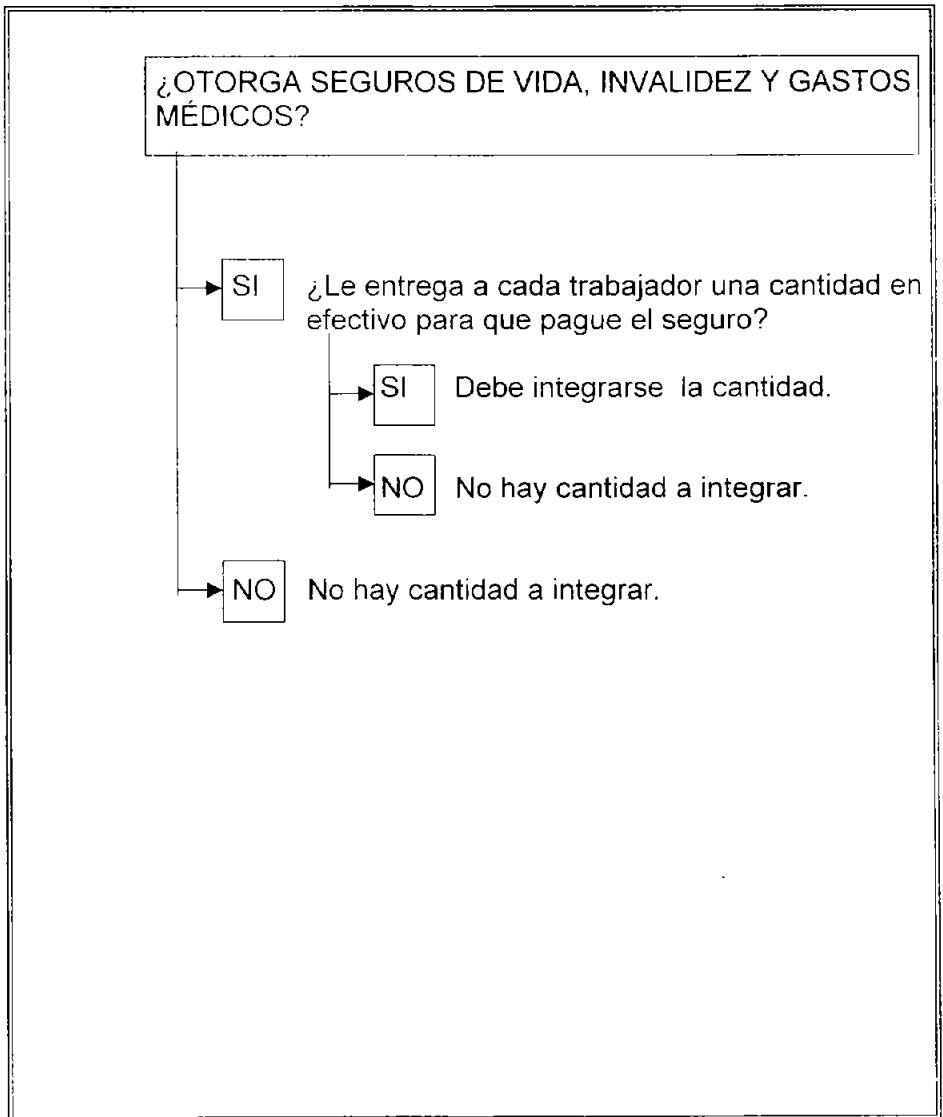 ¿OTORGA SEGUROS DE VIDA, INVALIDEZ Y GASTOS
MÉDICOS?
SI
¿Le entrega a cada trabajador una cantidad en
efectivo para que pague el seguro?
SI
Debe integrarse la cantidad.
NO
No hay cantidad a integrar.
NO
No hay cantidad a integrar.